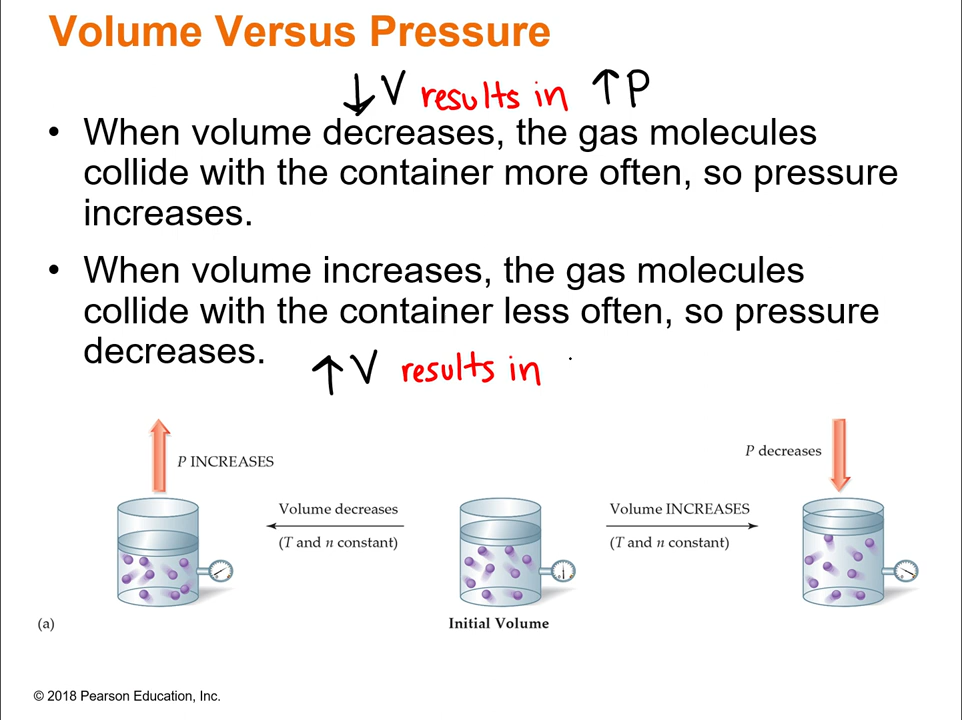 Volume Versus Pressure
↓V results in ↑P
• When volume decreases, the gas molecules
collide with the container more often, so pressure
increases.
• When volume increases, the gas molecules
collide with the container less often, so pressure
decreases.
↑V results in
P INCREASES
Volume decreases
(T and n constant)
Volume INCREASES
(T and n constant)
P decreases
(a)
Initial Volume
© 2018 Pearson Education, Inc.